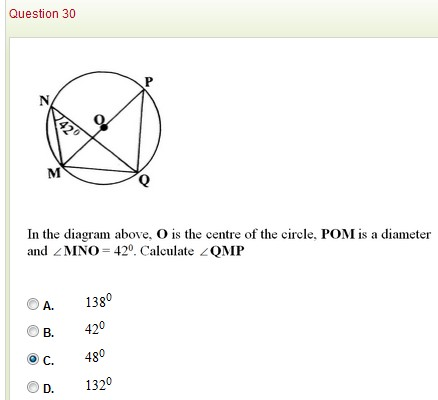 Question 30
P
N
O
42⁰
M
Q
In the diagram above, O is the centre of the circle, POM is a diameter
and ∠MNO = 42⁰. Calculate ∠QMP
A. 138⁰
B. 42⁰
C. 48⁰
D. 132⁰